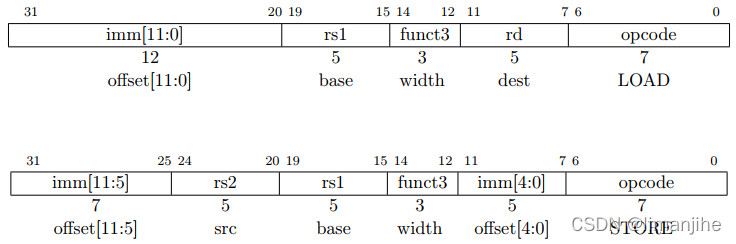 31 20 19 15 14 12 11 7 6 0
imm[11:0] rs1 funct3 rd opcode
12 5 3 5 7
offset[11:0] base width dest LOAD
31 25 24 20 19 15 14 12 11 7 6 0
imm[11:5] rs2 rs1 funct3 imm[4:0] opcode
7 5 5 3 5 7
offset[11:5] src base width offset[4:0] STORE
CSDN @limanjihe